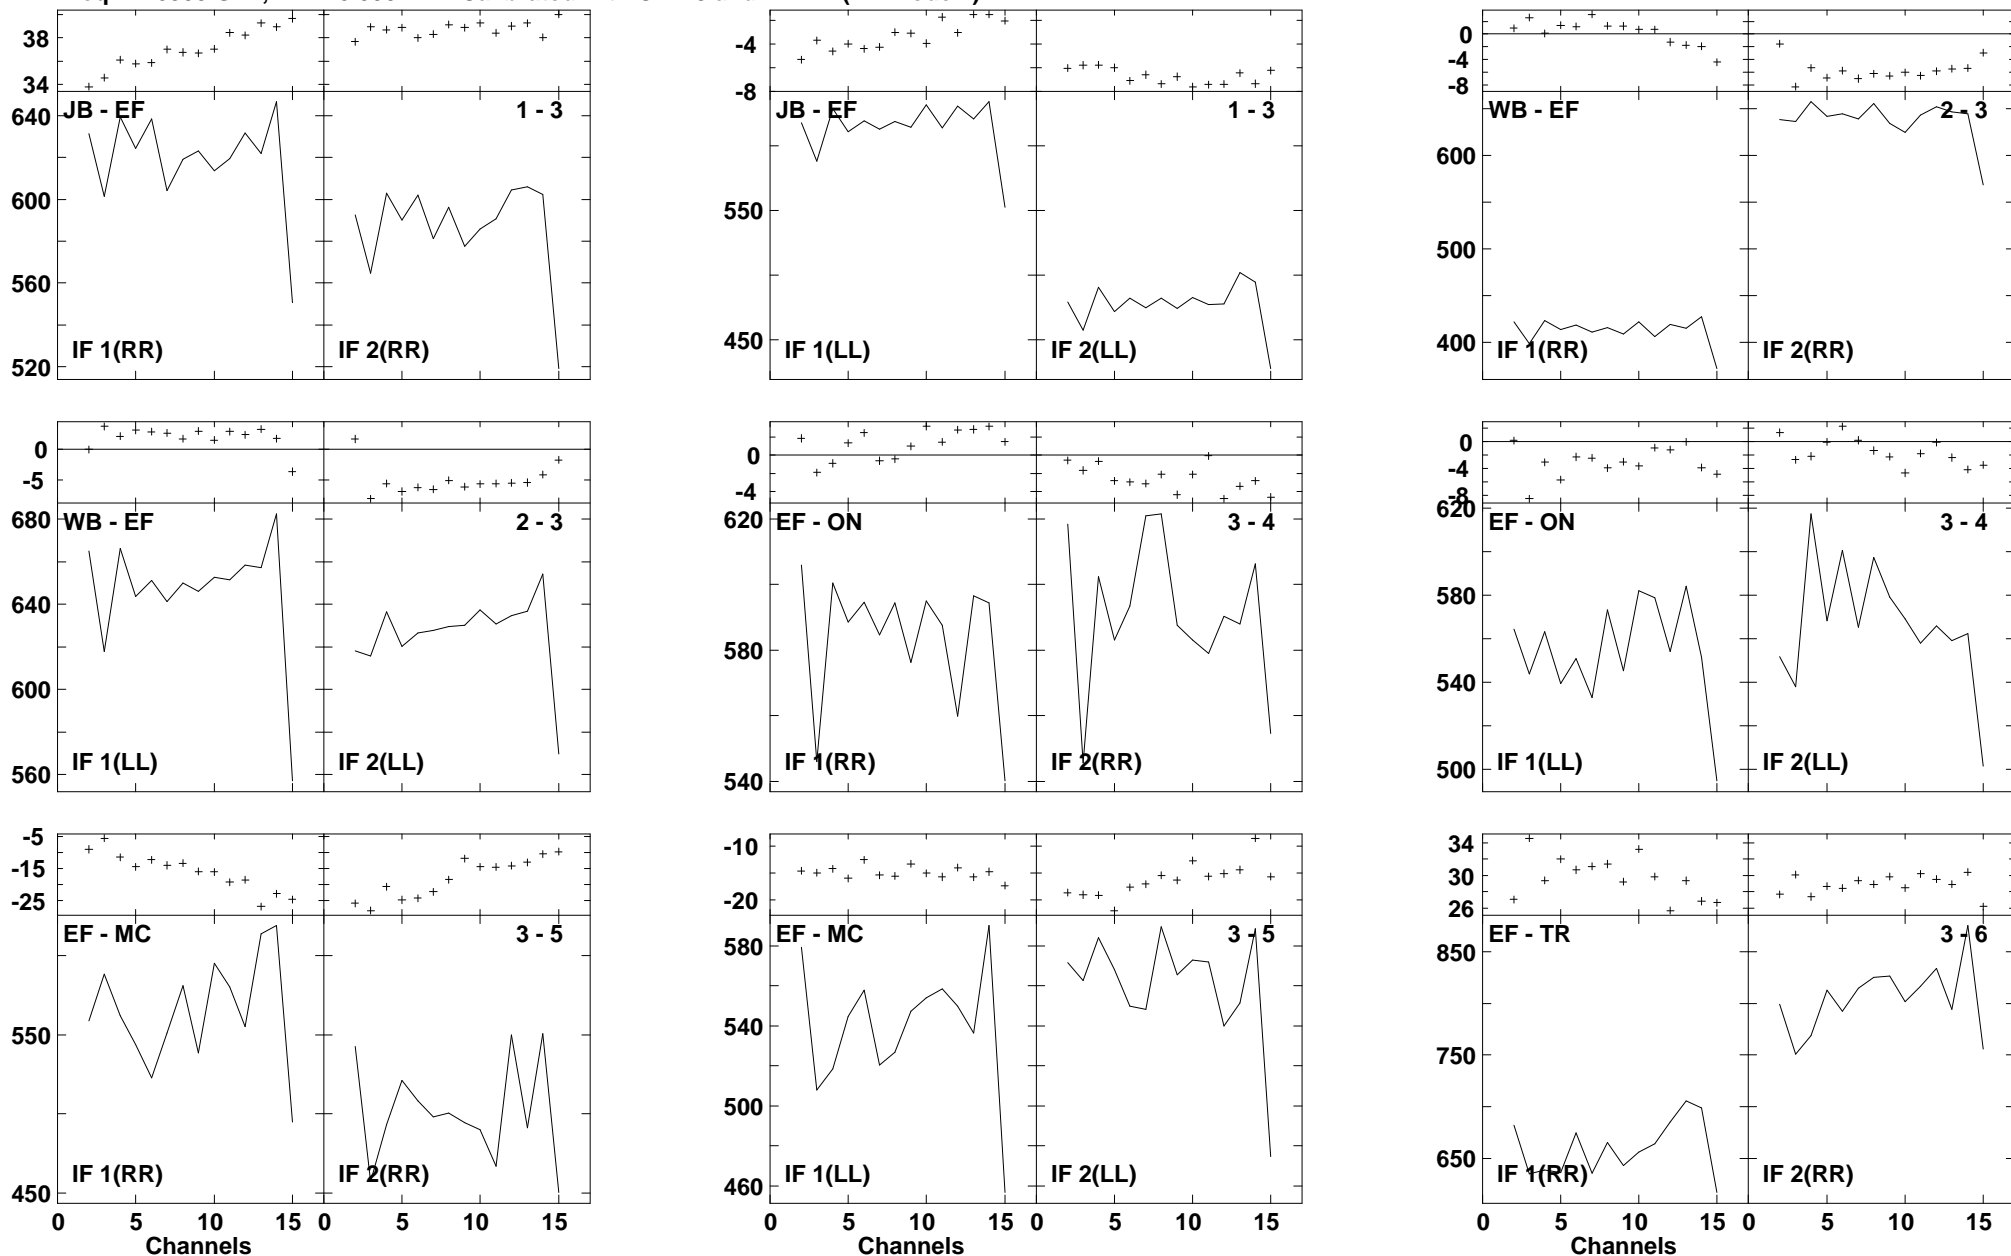 38
34
-4
-8
0
-4
-8
JB - EF 1 - 3
JB - EF 1 - 3
WB - EF 2 - 3
640
600
560
520
550
450
600
500
400
IF 1(RR) IF 2(RR)
IF 1(LL) IF 2(LL)
IF 1(RR) IF 2(RR)
0
-5
0
-4
0
-4
-8
WB - EF 2 - 3
EF - ON 3 - 4
EF - ON 3 - 4
680
640
600
560
620
580
540
620
580
540
500
IF 1(LL) IF 2(LL)
IF 1(RR) IF 2(RR)
IF 1(LL) IF 2(LL)
-5
-15
-25
-10
-20
34
30
26
EF - MC 3 - 5
EF - MC 3 - 5
EF - TR 3 - 6
550
450
580
540
500
460
850
750
650
IF 1(RR) IF 2(RR)
IF 1(LL) IF 2(LL)
IF 1(RR) IF 2(RR)
0 5 10 15 0 5 10 15
0 5 10 15 0 5 10 15
0 5 10 15 0 5 10 15
Channels
Channels
Channels